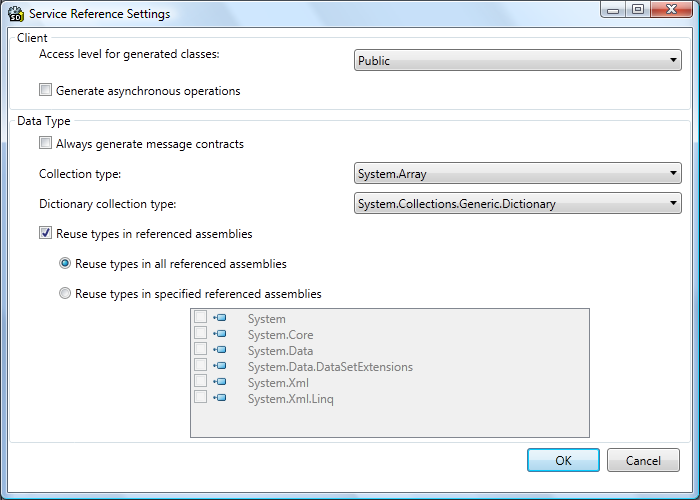 Service Reference Settings
Client
Access level for generated classes:
Public
Generate asynchronous operations
Data Type
Always generate message contracts
Collection type:
System.Array
Dictionary collection type:
System.Collections.Generic.Dictionary
Reuse types in referenced assemblies
Reuse types in all referenced assemblies
Reuse types in specified referenced assemblies
System
System.Core
System.Data
System.Data.DataSetExtensions
System.Xml
System.Xml.Linq
OK
Cancel